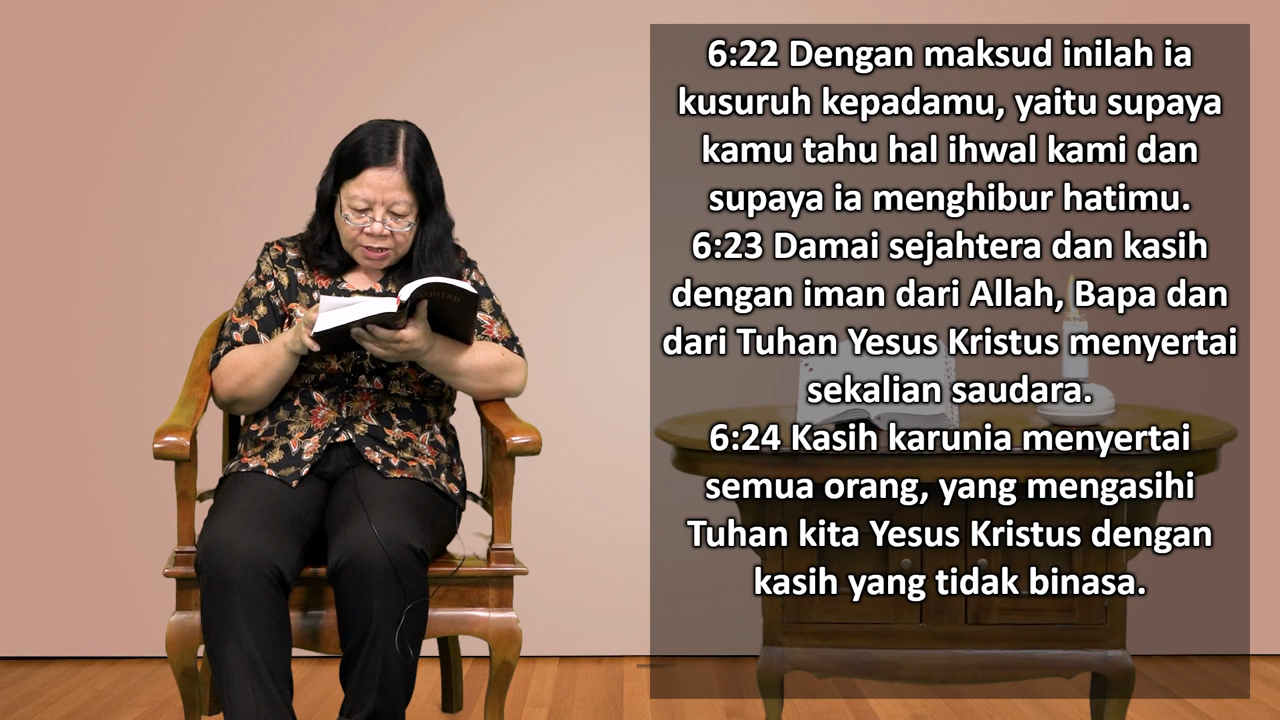 6:22 Dengan maksud inilah ia
kusuruh kepadamu, yaitu supaya
kamu tahu hal ihwal kami dan
supaya ia menghibur hatimu.
6:23 Damai sejahtera dan kasih
dengan iman dari Allah, Bapa dan
dari Tuhan Yesus Kristus menyertai
sekalian saudara.
6:24 Kasih karunia menyertai
semua orang, yang mengasihi
Tuhan kita Yesus Kristus dengan
kasih yang tidak binasa.